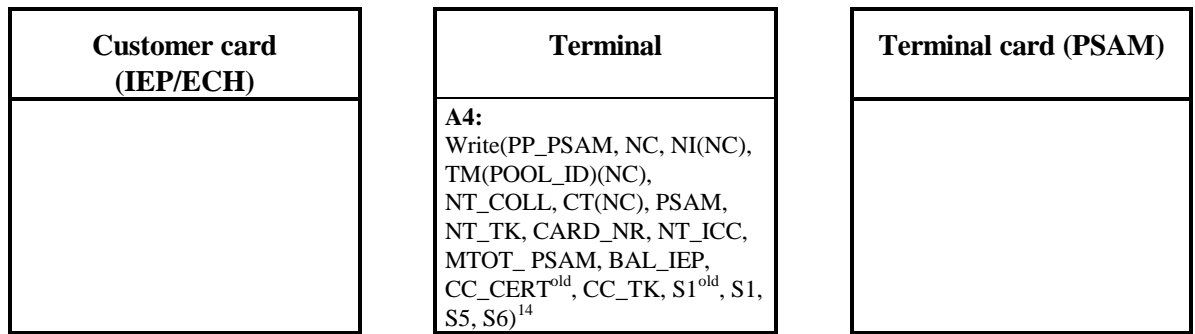 Customer card
(IEP/ECH)
Terminal
A4:
Write(PP_PSAM, NC, NI(NC),
TM(POOL_ID)(NC),
NT_COLL, CT(NC), PSAM,
NT_TK, CARD_NR, NT_ICC,
MTOT_ PSAM, BAL_IEP,
CC_CERTold, CC_TK, S1old, S1,
S5, S6)14
Terminal card (PSAM)